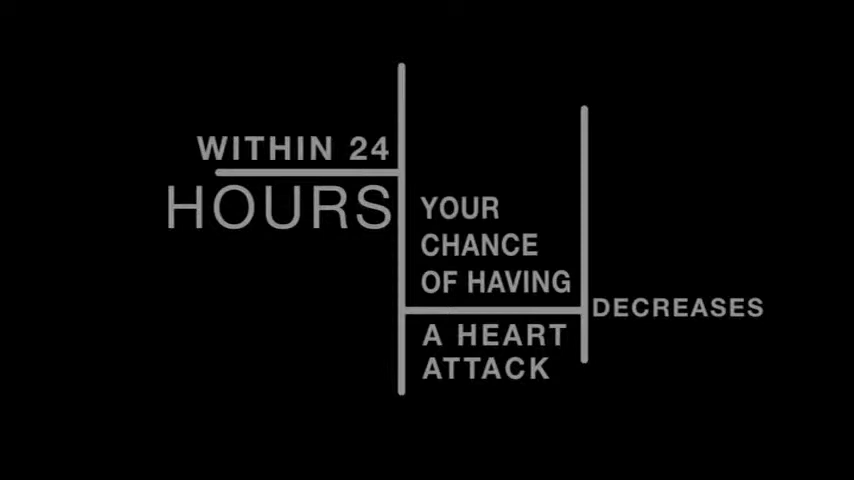 WITHIN 24
HOURS
YOUR
CHANCE
OF HAVING
A HEART
ATTACK
DECREASES